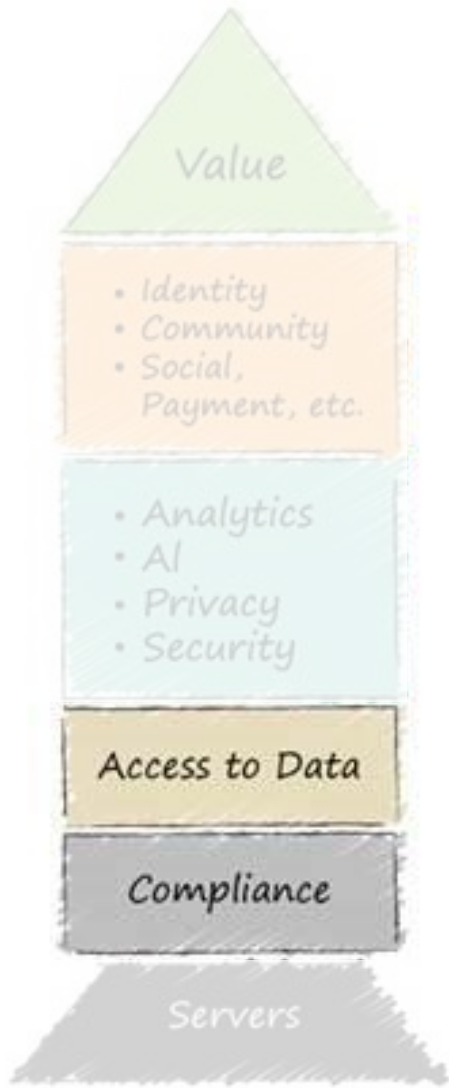 Value
• Identity
• Community
• Social,
Payment, etc.
• Analytics
• AI
• Privacy
• Security
Access to Data
Compliance
Servers